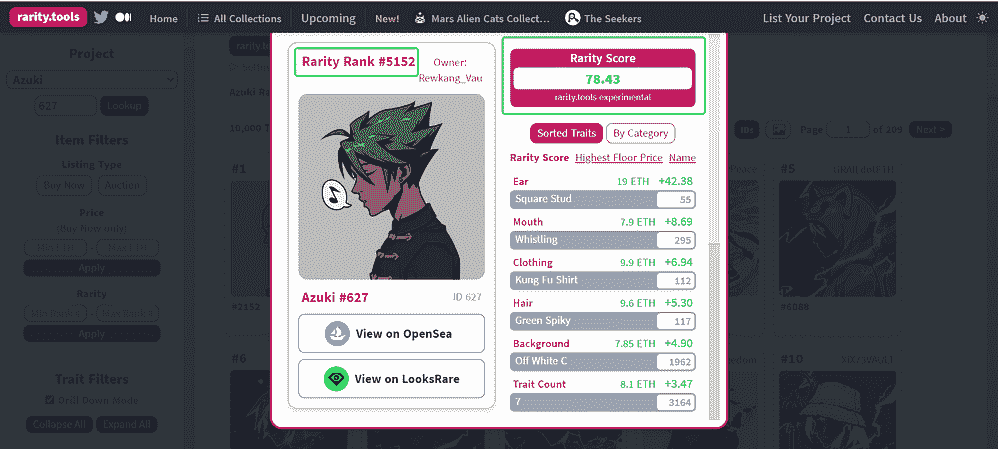 rarity.tools Home All Collections Upcoming New! Mars Alien Cats Collect... The Seekers List Your Project Contact Us About
Project
Azuki
627 Lookup
Item Filters
Listing Type
Buy Now Auction
Price
(Buy Now only)
Apply
Rarity
Apply
Trait Filters
Drill Down Mode
Collapse All Expand All
Rarity Rank #5152
Owner:
Rewkang_Vau
Azuki #627 ID 627
View on OpenSea
View on LooksRare
Rarity Score
78.43
rarity.tools experimental
Sorted Traits By Category
Rarity Score Highest Floor Price Name
Ear 19 ETH +42.38
Square Stud 55
Mouth 7.9 ETH +8.69
Whistling 295
Clothing 9.9 ETH +6.94
Kung Fu Shirt 112
Hair 9.6 ETH +5.30
Green Spiky 117
Background 7.85 ETH +4.90
Off White C 1962
Trait Count 8.1 ETH +3.47
7 3164
Page 1 of 209 Next >
#1
#5
#2152
#6088
#6
#10